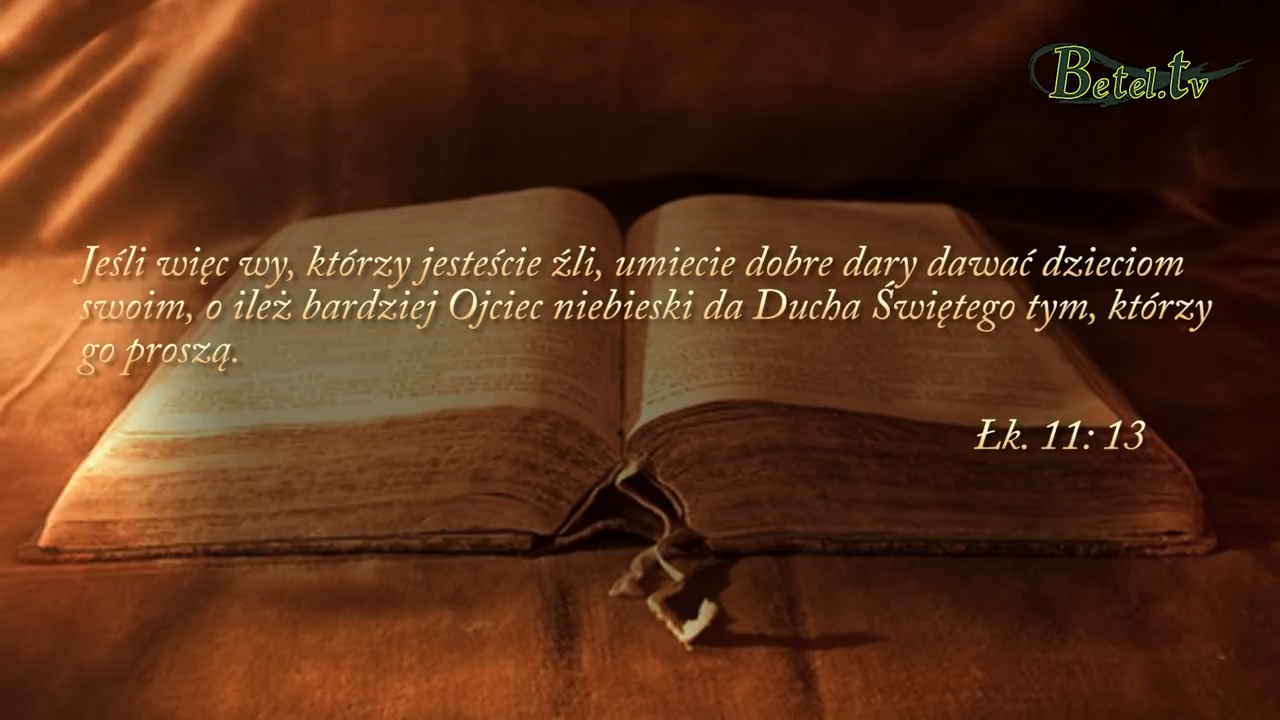 Betel.tv
Jeśli więc wy, którzy jesteście źli, umiecie dobre dary dawać dzieciom
swoim, o ileż bardziej Ojciec niebieski da Ducha Świętego tym, którzy
go proszą.
Łk. 11: 13